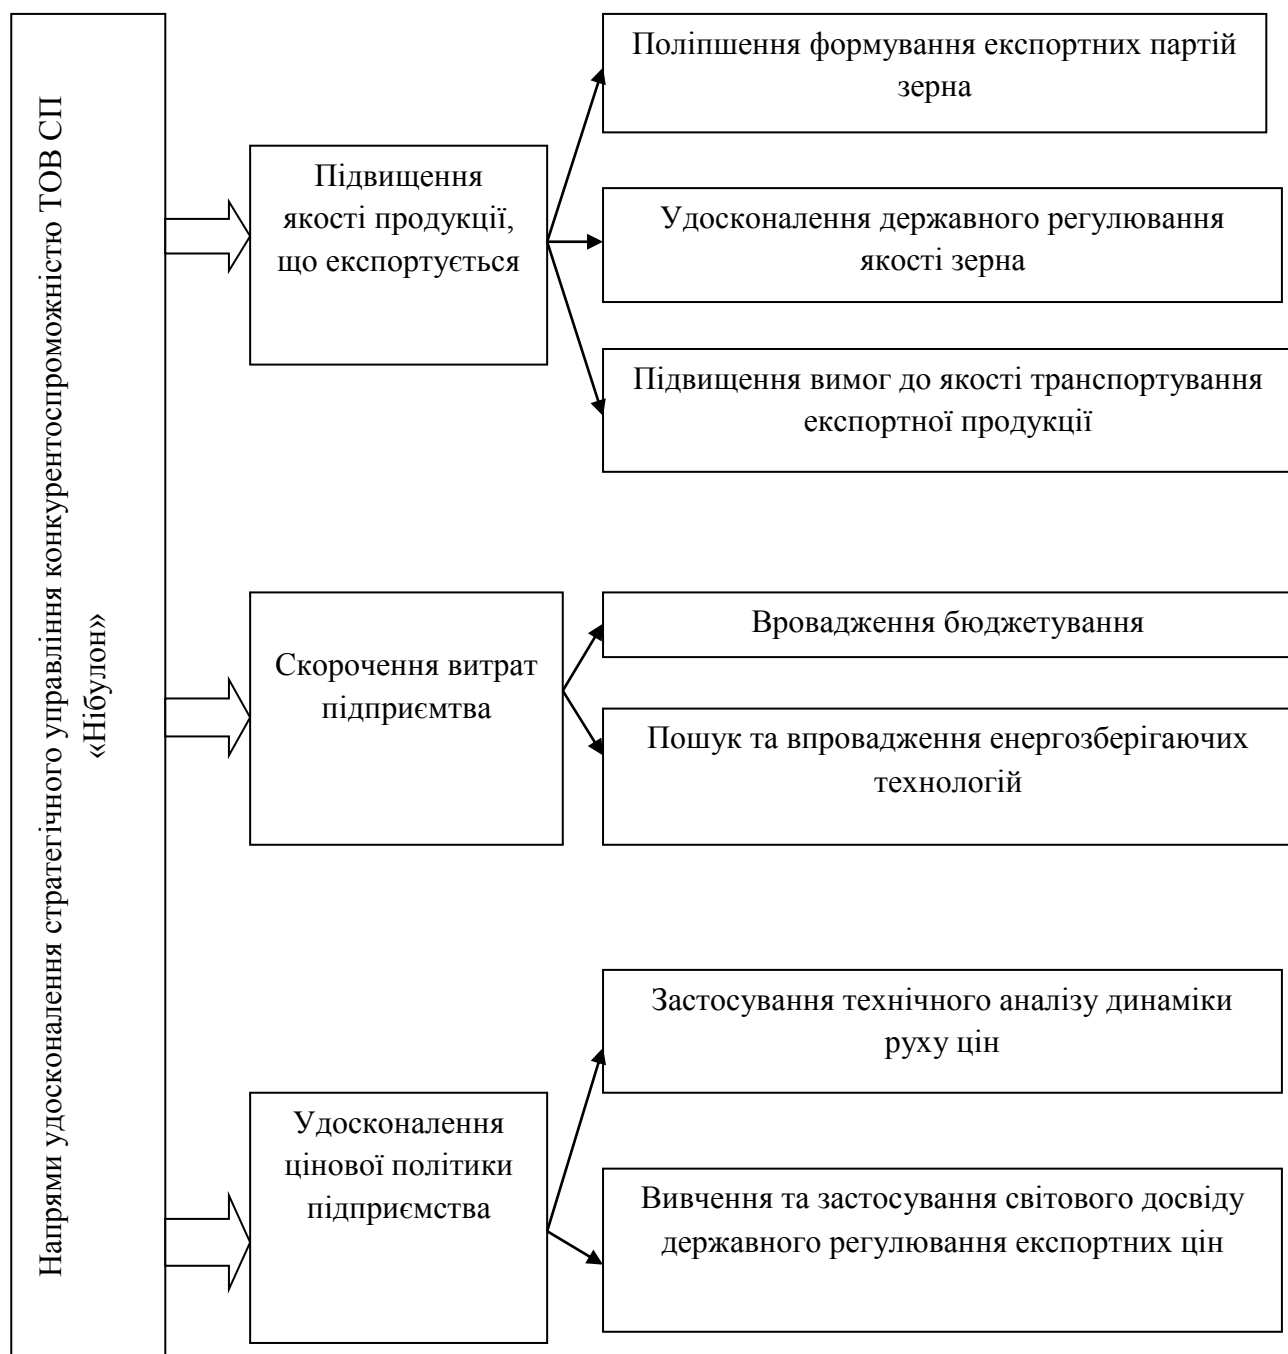 Напрями удосконалення стратегічного управління конкурентоспроможністю ТОВ СП
«Нібулон»
Підвищення
якості продукції,
що експортується
Поліпшення формування експортних партій
зерна
Удосконалення державного регулювання
якості зерна
Підвищення вимог до якості транспортування
експортної продукції
Скорочення витрат
підприємтва
Вровадження бюджетування
Пошук та впровадження енергозберігаючих
технологій
Удосконалення
цінової політики
підприємства
Застосування технічного аналізу динаміки
руху цін
Вивчення та застосування світового досвіду
державного регулювання експортних цін